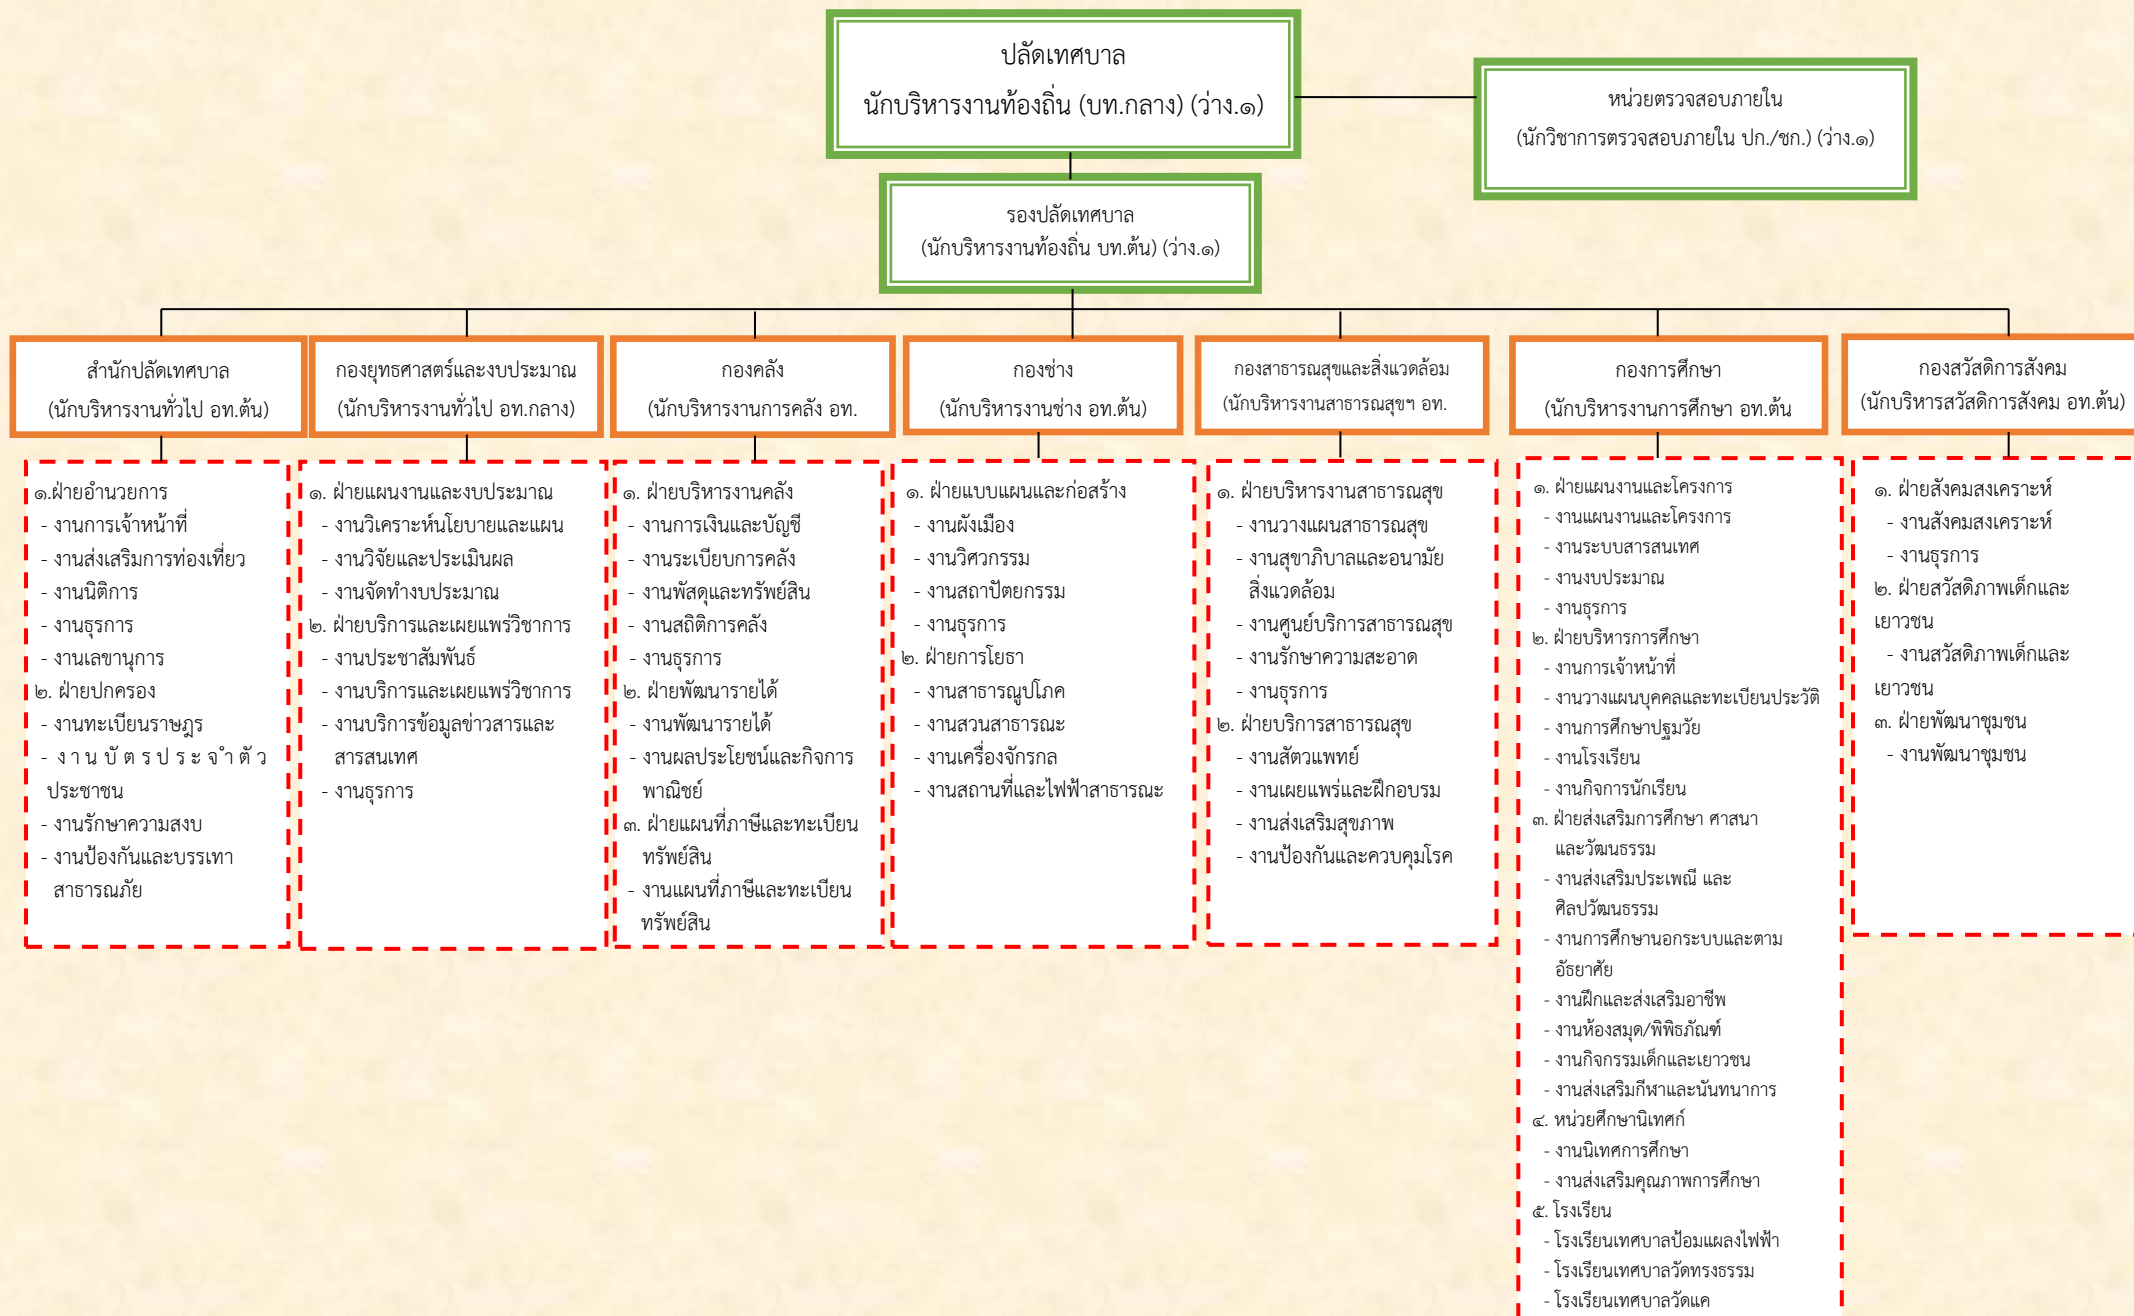 ปลัดเทศบาล
นักบริหารงานท้องถิ่น (บท.กลาง) (ว่าง.๑)
หน่วยตรวจสอบภายใน
(นักวิชาการตรวจสอบภายใน ปก./ชก.) (ว่าง.๑)
รองปลัดเทศบาล
(นักบริหารงานท้องถิ่น บท.ต้น) (ว่าง.๑)
สำนักปลัดเทศบาล
(นักบริหารงานทั่วไป อท.ต้น)
กองยุทธศาสตร์และงบประมาณ
(นักบริหารงานทั่วไป อท.กลาง)
กองคลัง
(นักบริหารงานการคลัง อท.
กองช่าง
(นักบริหารงานช่าง อท.ต้น)
กองสาธารณสุขและสิ่งแวดล้อม
(นักบริหารงานสาธารณสุขฯ อท.
กองการศึกษา
(นักบริหารงานการศึกษา อท.ต้น
กองสวัสดิการสังคม
(นักบริหารสวัสดิการสังคม อท.ต้น)
๑.ฝ่ายอำนวยการ
- งานการเจ้าหน้าที่
- งานส่งเสริมการท่องเที่ยว
- งานนิติการ
- งานธุรการ
- งานเลขานุการ
๒. ฝ่ายปกครอง
- งานทะเบียนราษฎร
- ง า น บั ต ร ป ร ะ จ ำ ตั ว
ประชาชน
- งานรักษาความสงบ
- งานป้องกันและบรรเทา
สาธารณภัย
๑. ฝ่ายแผนงานและงบประมาณ
- งานวิเคราะห์นโยบายและแผน
- งานวิจัยและประเมินผล
- งานจัดทำงบประมาณ
๒. ฝ่ายบริการและเผยแพร่วิชาการ
- งานประชาสัมพันธ์
- งานบริการและเผยแพร่วิชาการ
- งานบริการข้อมูลข่าวสารและ
สารสนเทศ
- งานธุรการ
๑. ฝ่ายบริหารงานคลัง
- งานการเงินและบัญชี
- งานระเบียบการคลัง
- งานพัสดุและทรัพย์สิน
- งานสถิติการคลัง
- งานธุรการ
๒. ฝ่ายพัฒนารายได้
- งานพัฒนารายได้
- งานผลประโยชน์และกิจการ
พาณิชย์
๓. ฝ่ายแผนที่ภาษีและทะเบียน
ทรัพย์สิน
- งานแผนที่ภาษีและทะเบียน
ทรัพย์สิน
๑. ฝ่ายแบบแผนและก่อสร้าง
- งานผังเมือง
- งานวิศวกรรม
- งานสถาปัตยกรรม
- งานธุรการ
๒. ฝ่ายการโยธา
- งานสาธารณูปโภค
- งานสวนสาธารณะ
- งานเครื่องจักรกล
- งานสถานที่และไฟฟ้าสาธารณะ
๑. ฝ่ายบริหารงานสาธารณสุข
- งานวางแผนสาธารณสุข
- งานสุขาภิบาลและอนามัย
สิ่งแวดล้อม
- งานศูนย์บริการสาธารณสุข
- งานรักษาความสะอาด
- งานธุรการ
๒. ฝ่ายบริการสาธารณสุข
- งานสัตวแพทย์
- งานเผยแพร่และฝึกอบรม
- งานส่งเสริมสุขภาพ
- งานป้องกันและควบคุมโรค
๑. ฝ่ายแผนงานและโครงการ
- งานแผนงานและโครงการ
- งานระบบสารสนเทศ
- งานงบประมาณ
- งานธุรการ
๒. ฝ่ายบริหารการศึกษา
- งานการเจ้าหน้าที่
- งานวางแผนบุคคลและทะเบียนประวัติ
- งานการศึกษาปฐมวัย
- งานโรงเรียน
- งานกิจการนักเรียน
๓. ฝ่ายส่งเสริมการศึกษา ศาสนา
และวัฒนธรรม
- งานส่งเสริมประเพณี และ
ศิลปวัฒนธรรม
- งานการศึกษานอกระบบและตาม
อัธยาศัย
- งานฝึกและส่งเสริมอาชีพ
- งานห้องสมุด/พิพิธภัณฑ์
- งานกิจกรรมเด็กและเยาวชน
- งานส่งเสริมกีฬาและนันทนาการ
๔. หน่วยศึกษานิเทศก์
- งานนิเทศการศึกษา
- งานส่งเสริมคุณภาพการศึกษา
๕. โรงเรียน
- โรงเรียนเทศบาลป้อมแผลงไฟฟ้า
- โรงเรียนเทศบาลวัดทรงธรรม
- โรงเรียนเทศบาลวัดแค
๑. ฝ่ายสังคมสงเคราะห์
- งานสังคมสงเคราะห์
- งานธุรการ
๒. ฝ่ายสวัสดิภาพเด็กและ
เยาวชน
- งานสวัสดิภาพเด็กและ
เยาวชน
๓. ฝ่ายพัฒนาชุมชน
- งานพัฒนาชุมชน